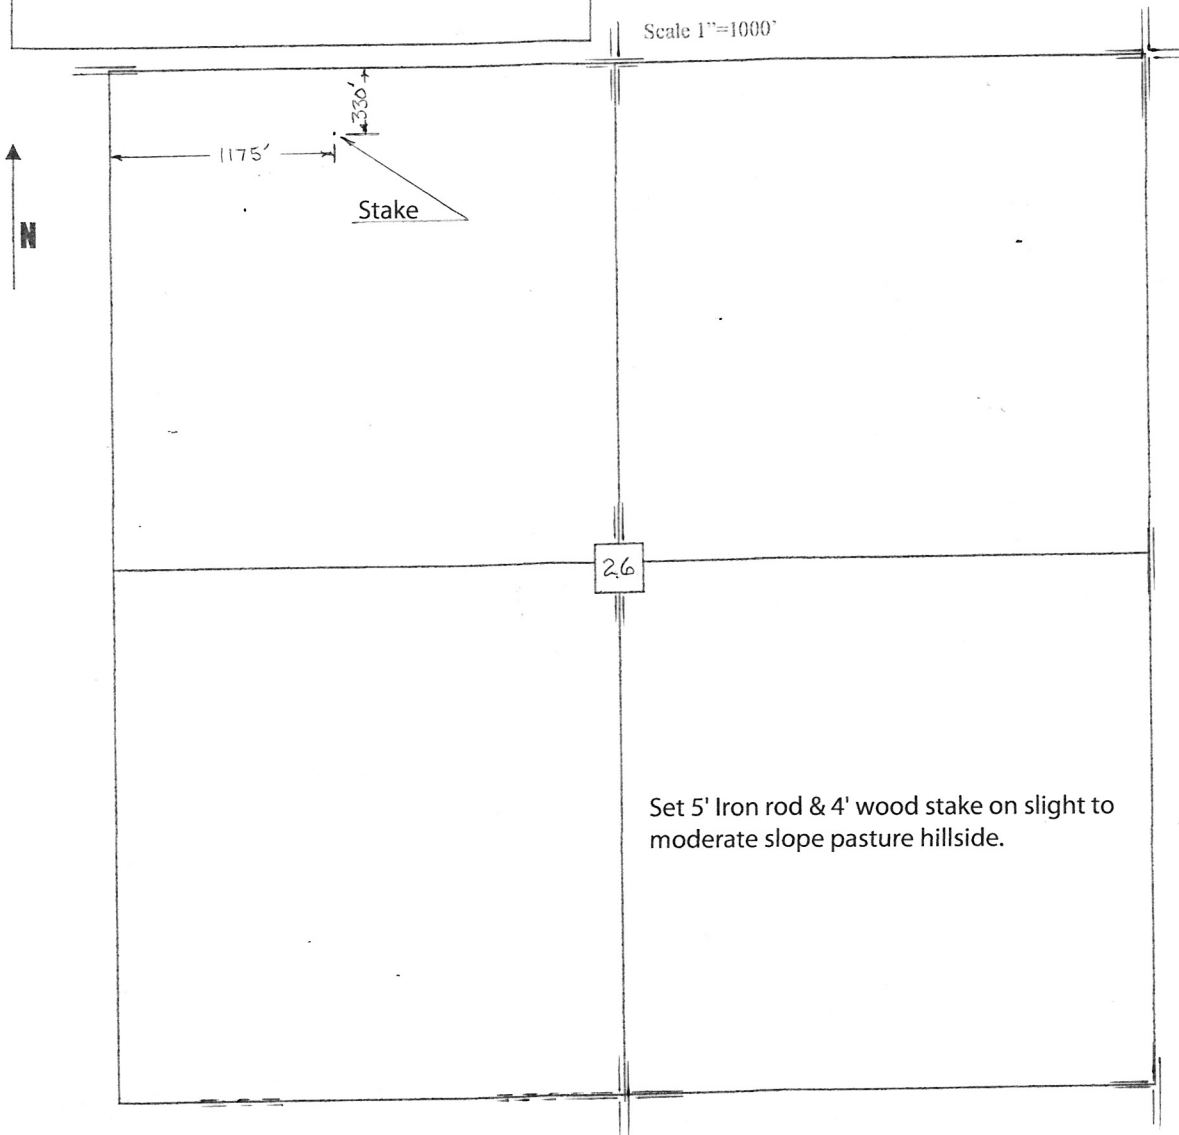 Scale 1"=1000'
330'
1175'
Stake
N
26
Set 5' Iron rod & 4' wood stake on slight to
moderate slope pasture hillside.